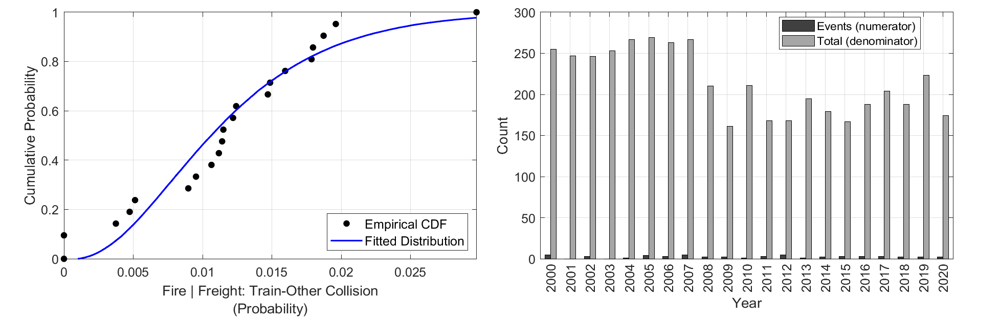 1
0.8
0.6
0.4
0.2
0
0 0.005 0.01 0.015 0.02 0.025
Cumulative Probability
Fire | Freight: Train-Other Collision
(Probability)
Empirical CDF
Fitted Distribution
300
250
200
150
100
50
0
Count
Events (numerator)
Total (denominator)
2000 2001 2002 2003 2004 2005 2006 2007 2008 2009 2010 2011 2012 2013 2014 2015 2016 2017 2018 2019 2020
Year